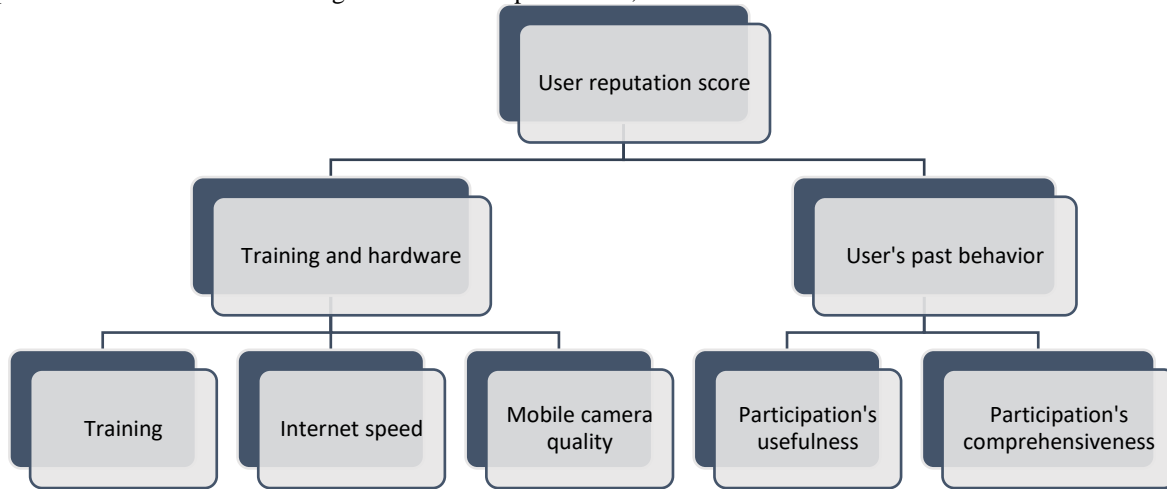 User reputation score
Training and hardware
User's past behavior
Training
Internet speed
Mobile camera
quality
Participation's
usefulness
Participation's
comprehensiveness